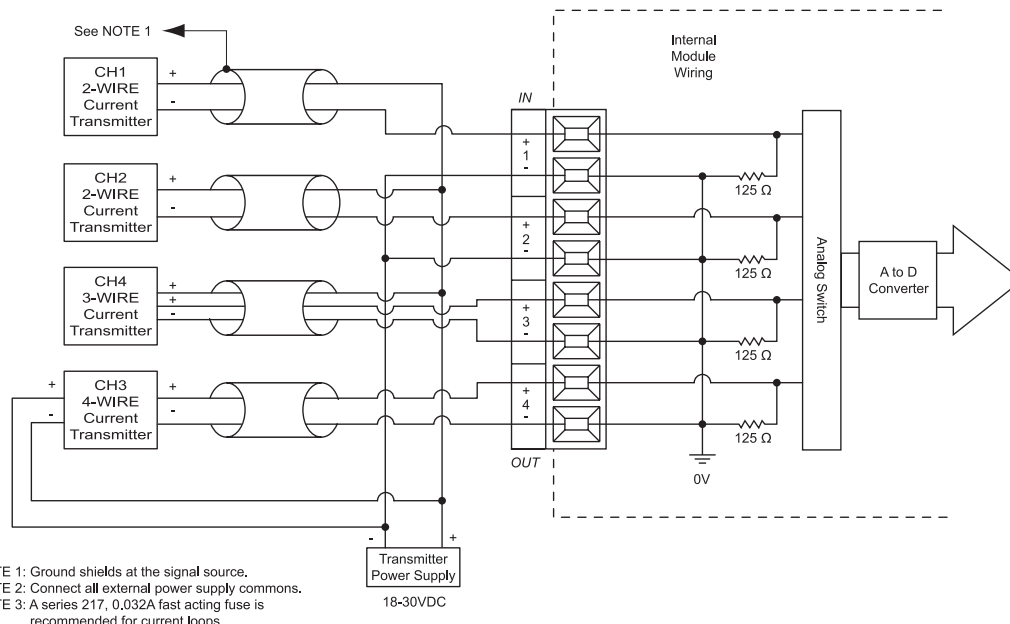 See NOTE 1
Internal
Module
Wiring
CH1
2-WIRE
Current
Transmitter
+
-
IN
+
1
-
125 Ω
CH2
2-WIRE
Current
Transmitter
+
-
+
2
-
125 Ω
Analog Switch
A to D
Converter
CH4
3-WIRE
Current
Transmitter
+
+
-
+
3
-
125 Ω
+
-
CH3
4-WIRE
Current
Transmitter
+
-
+
4
-
125 Ω
OUT
0V
-
+
Transmitter
Power Supply
18-30VDC
TE 1: Ground shields at the signal source.
TE 2: Connect all external power supply commons.
TE 3: A series 217, 0.032A fast acting fuse is
recommended for current loops